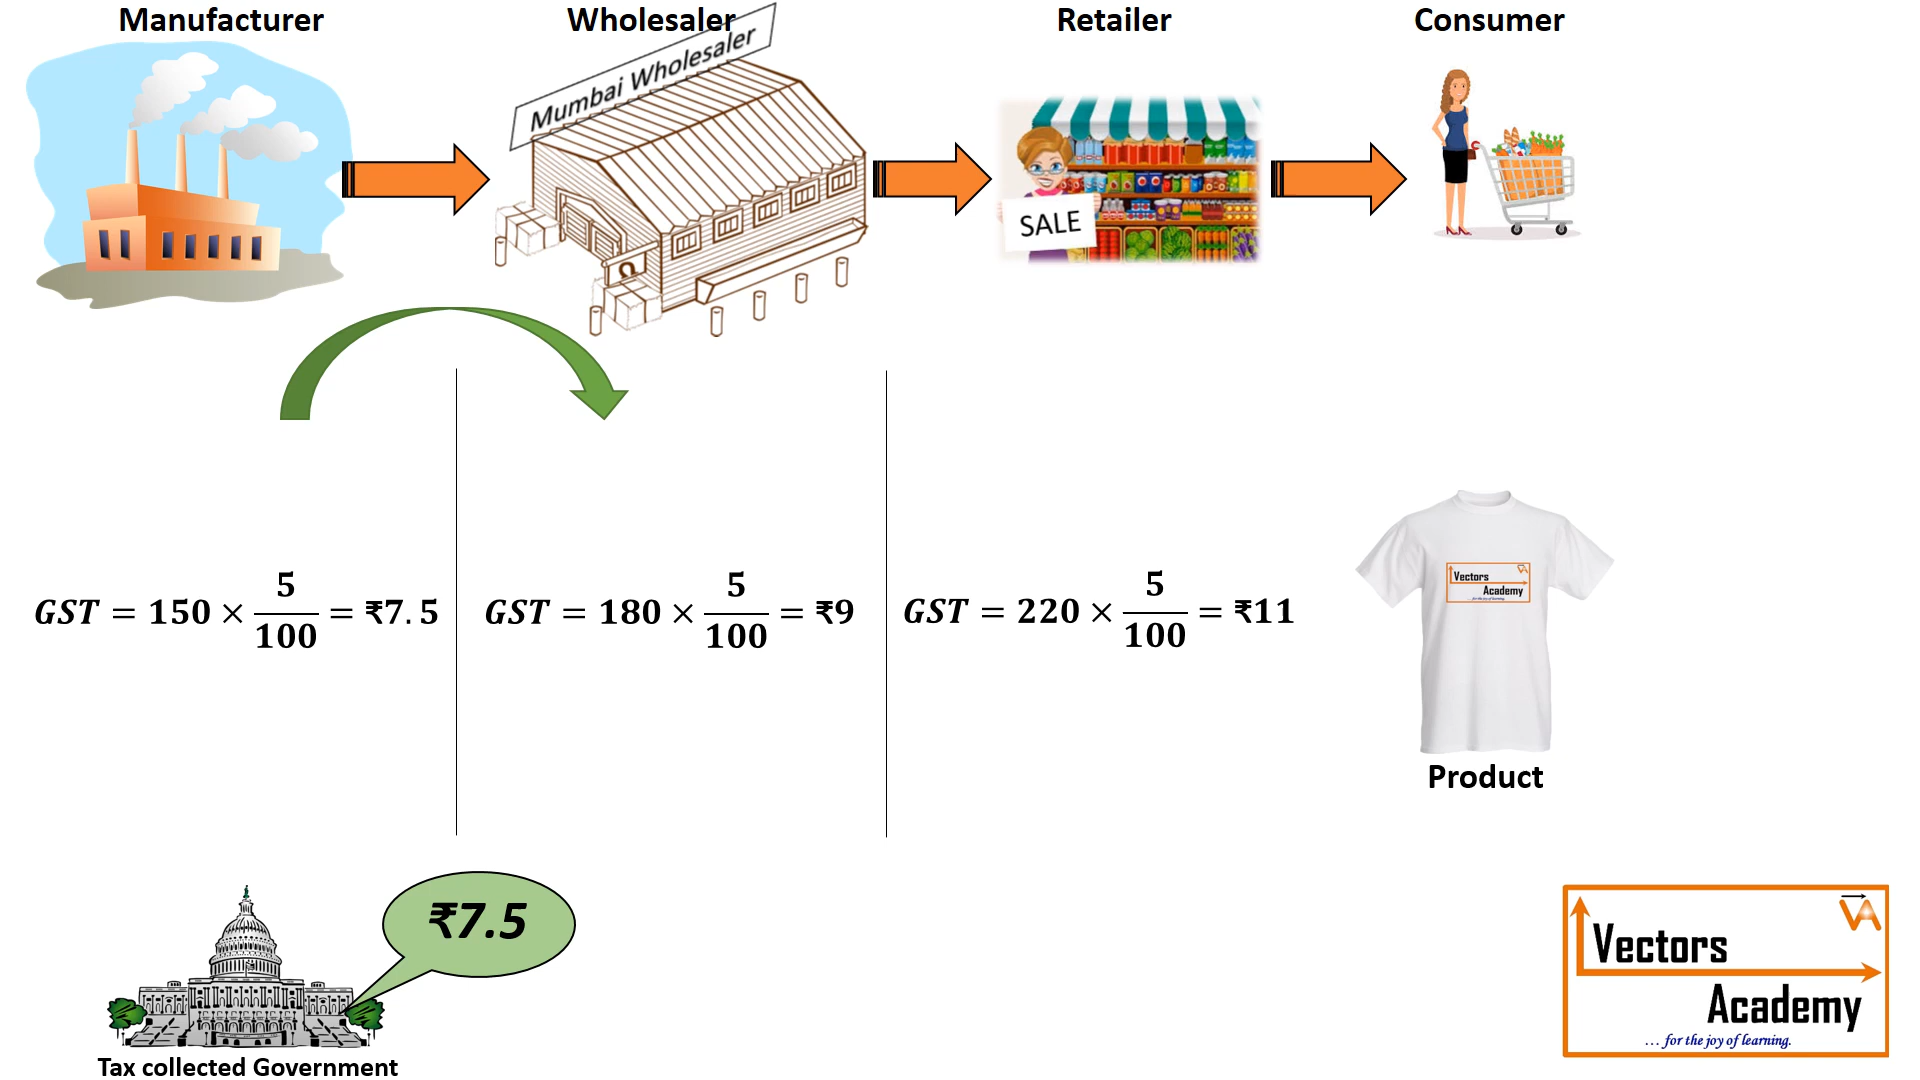 Manufacturer
Wholesaler
Retailer
Consumer
Mumbai Wholesaler
SALE
GST = 150 × 5/100 = ₹7.5
GST = 180 × 5/100 = ₹9
GST = 220 × 5/100 = ₹11
Vectors
Academy
Product
₹7.5
Tax collected Government
VA
Vectors
Academy
... for the joy of learning.